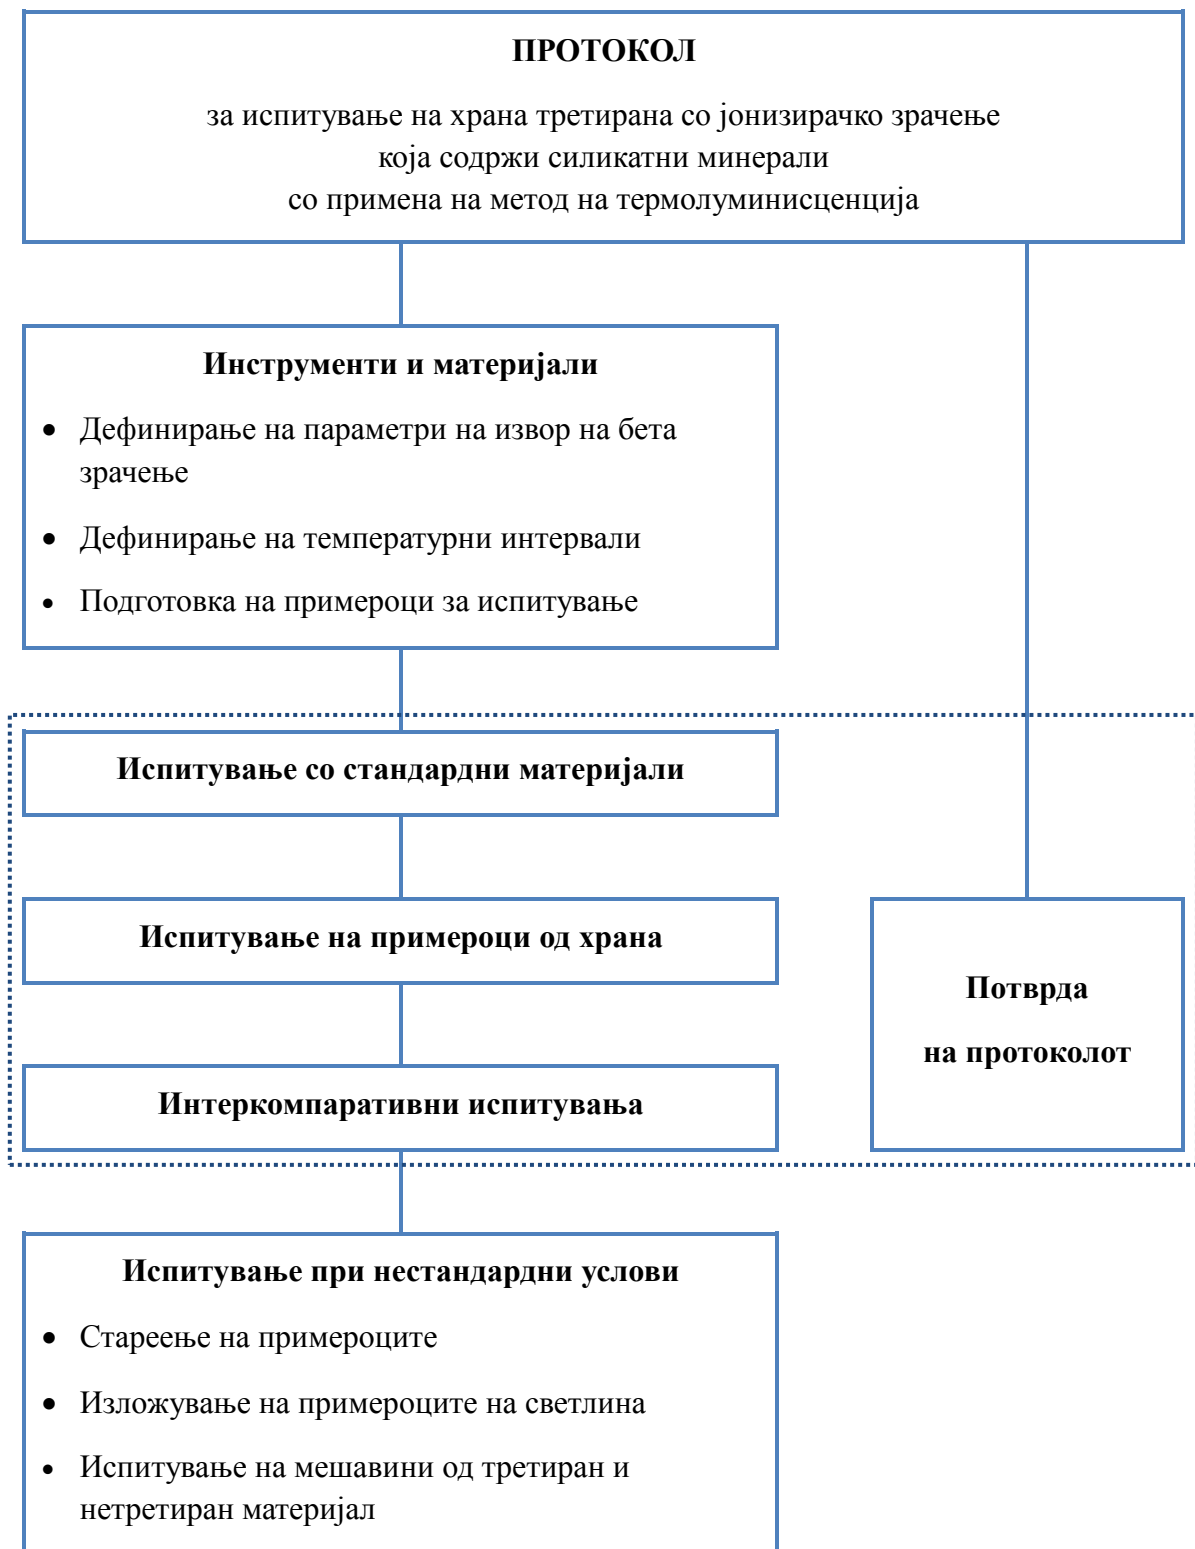 ПРОТОКОЛ
за испитување на храна третирана со јонизирачко зрачење
која содржи силикатни минерали
со примена на метод на термолуминисценција
Инструменти и материјали
• Дефинирање на параметри на извор на бета
зрачење
• Дефинирање на температурни интервали
• Подготовка на примероци за испитување
Испитување со стандардни материјали
Испитување на примероци од храна
Потврда
на протоколот
Интеркомпаративни испитувања
Испитување при нестандардни услови
• Стареење на примероците
• Изложување на примероците на светлина
• Испитување на мешавини од третиран и
нетретиран материјал